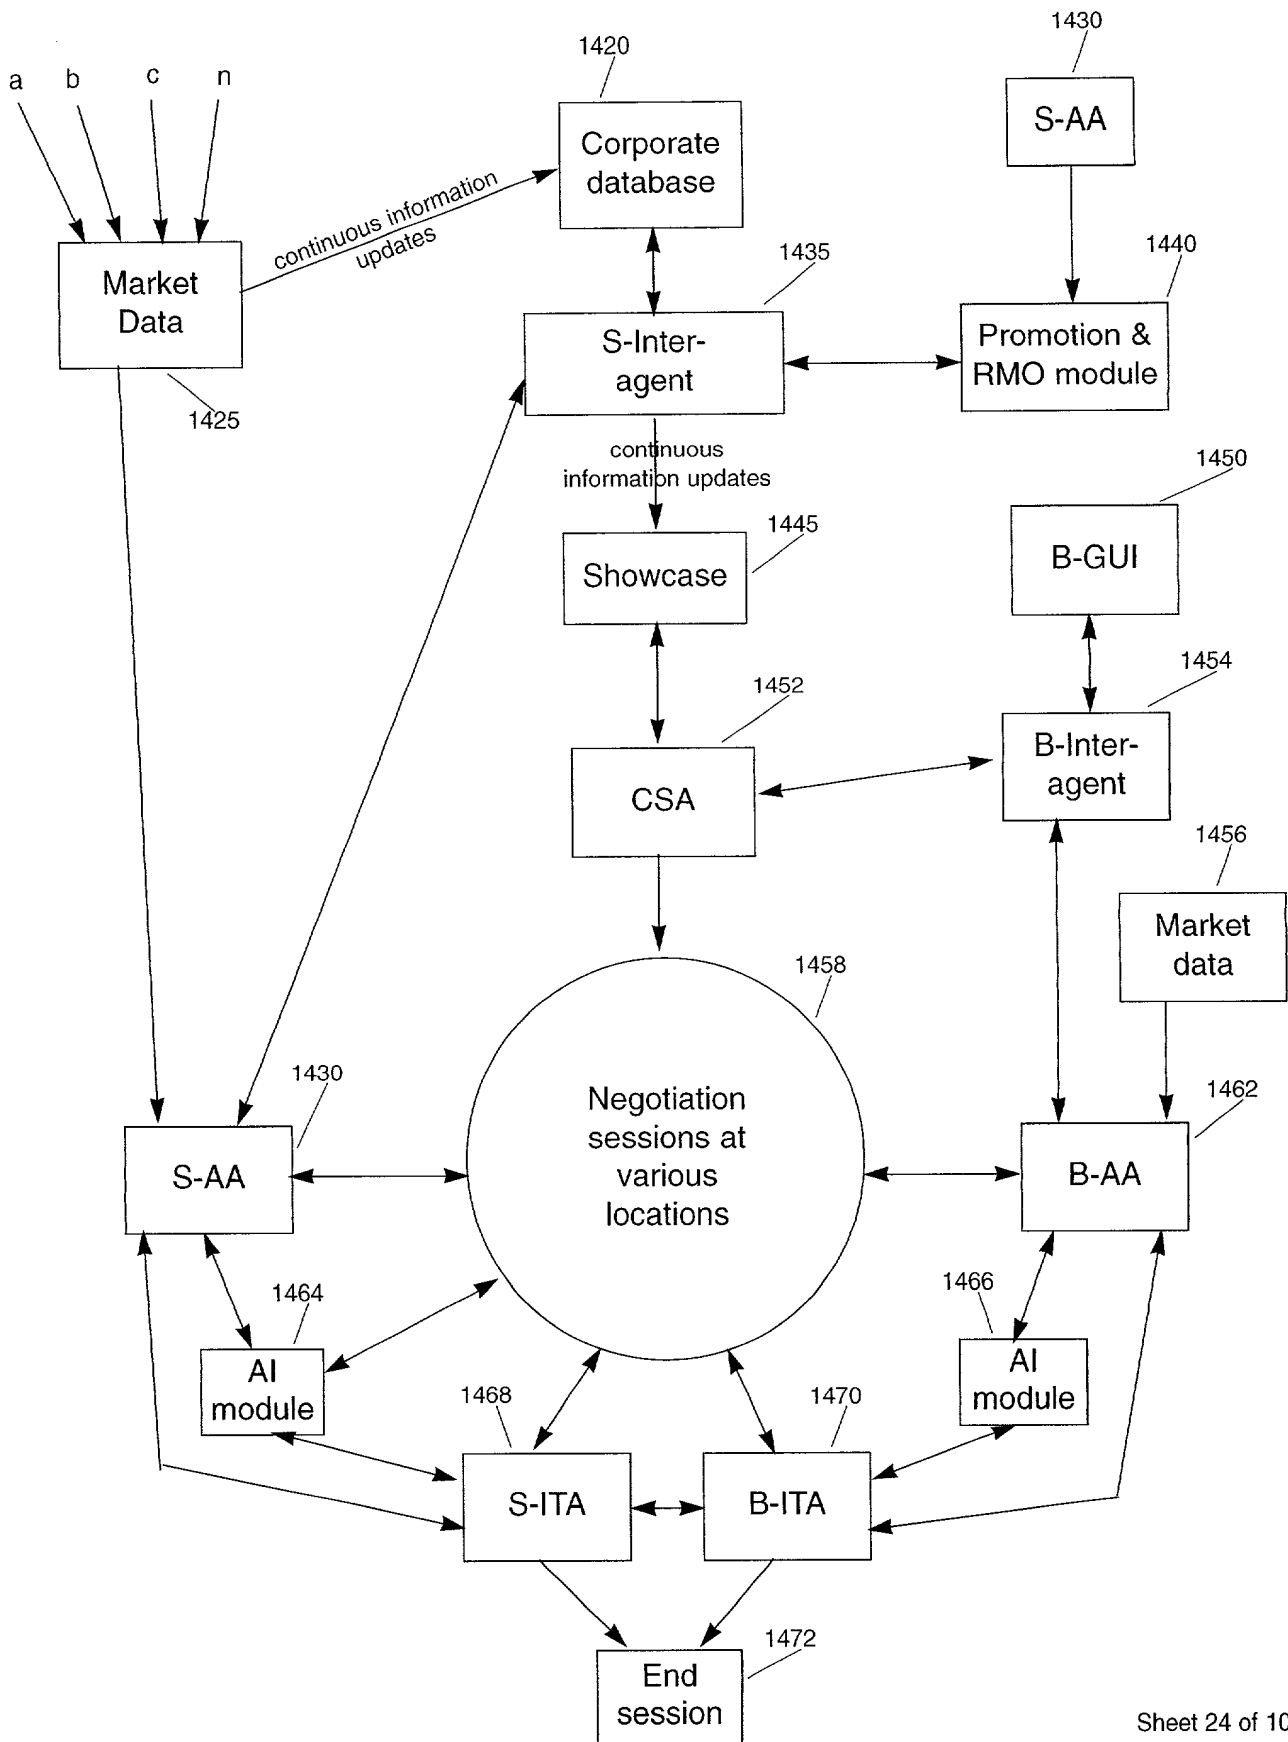 1430
1420
a
b
c
n
S-AA
Corporate
database
continuous information
updates
1435
1440
Market
Data
S-Inter-
agent
Promotion &
RMO module
1425
continuous
information updates
1450
1445
B-GUI
Showcase
1454
1452
B-Inter-
agent
CSA
1456
Market
data
1458
1430
Negotiation
sessions at
various
locations
1462
S-AA
B-AA
1464
1466
AI
module
AI
module
1468
1470
S-ITA
B-ITA
1472
End
session
Sheet 24 of 10